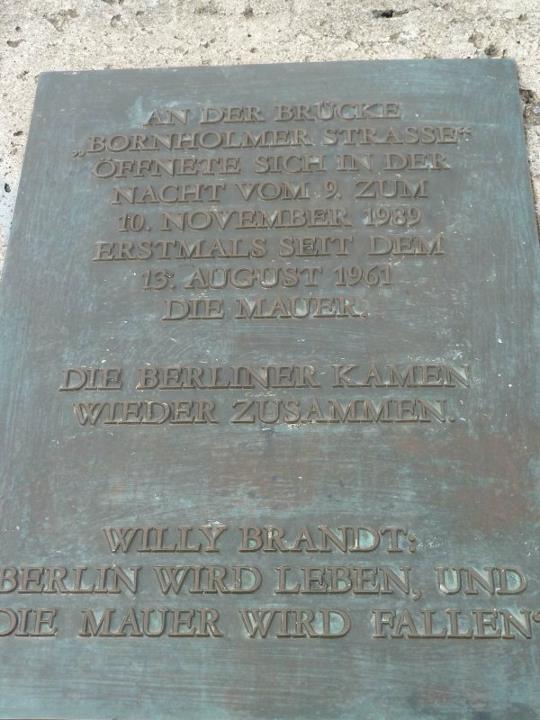 AN DER BRÜCKE
„BORNHOLMER STRASSE“
ÖFFNETE SICH IN DER
NACHT VOM 9. ZUM
10. NOVEMBER 1989
ERSTMALS SEIT DEM
13. AUGUST 1961
DIE MAUER.
DIE BERLINER KAMEN
WIEDER ZUSAMMEN.
WILLY BRANDT:
BERLIN WIRD LEBEN, UND
DIE MAUER WIRD FALLEN“